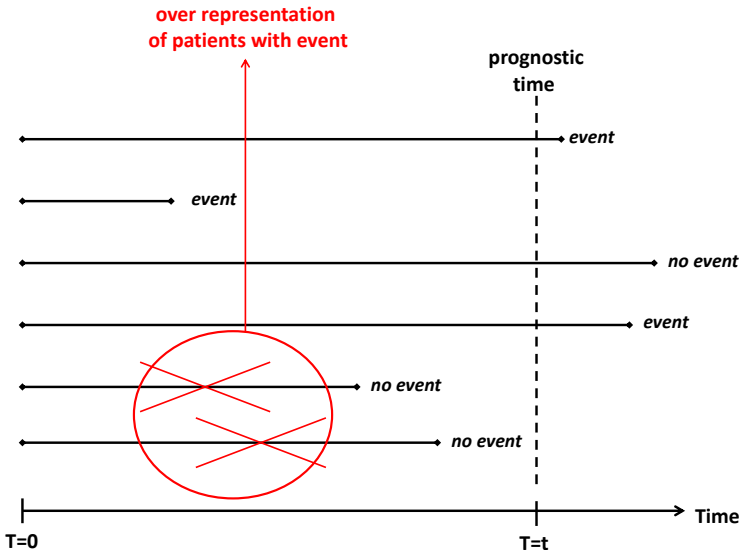 over representation
of patients with event
prognostic
time
event
event
no event
event
no event
no event
Time
T=0
T=t